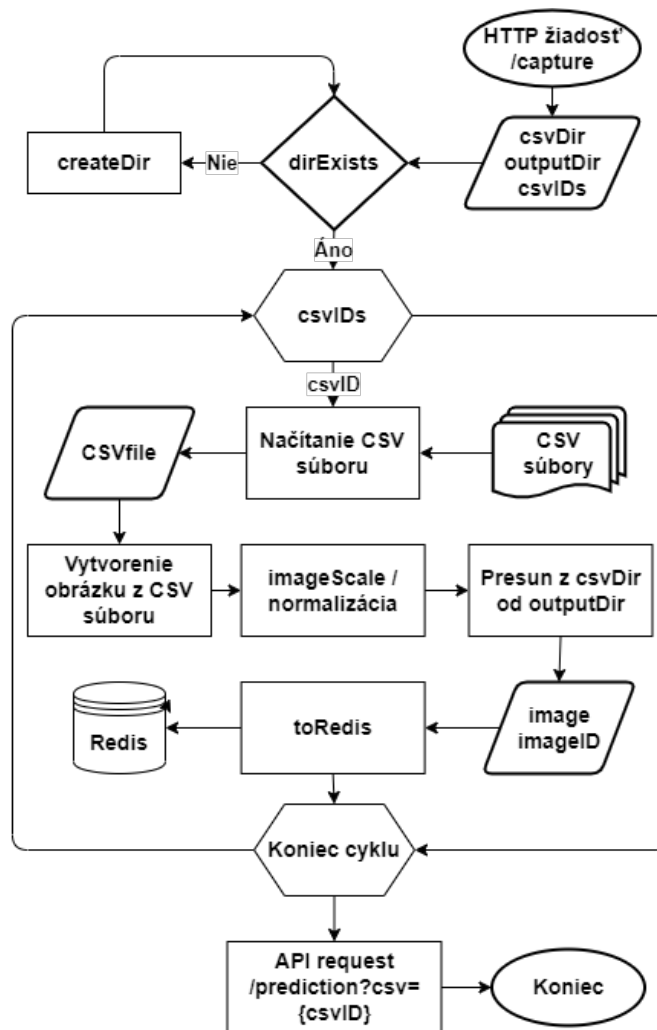 HTTP žiadosť
/capture
csvDir
outputDir
csvIDs
dirExists
Nie
createDir
Áno
csvIDs
csvID
Načítanie CSV
súboru
CSV
súbory
CSVfile
Vytvorenie
obrázku z CSV
súboru
imageScale /
normalizácia
Presun z csvDir
od outputDir
image
imageID
toRedis
Redis
Koniec cyklu
API request
/prediction?csv=
{csvID}
Koniec